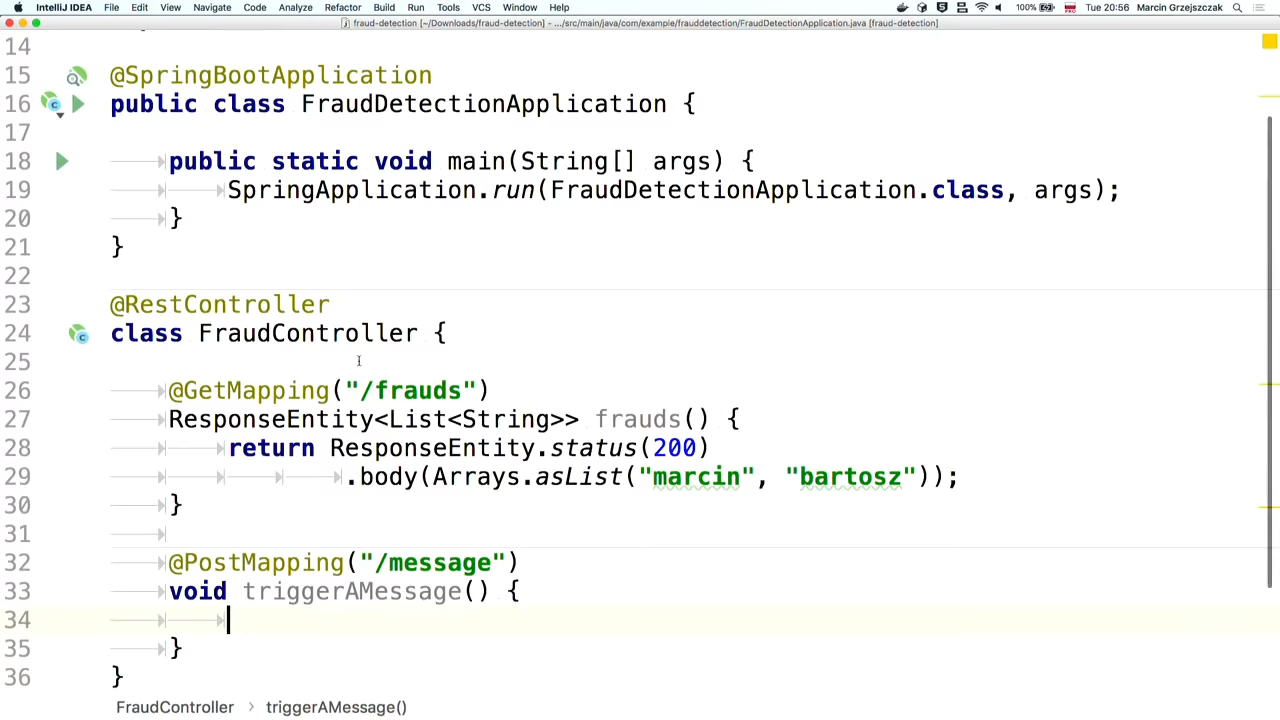 IntelliJ IDEA File Edit View Navigate Code Analyze Refactor Build Run Tools VCS Window Help 100% Tue 20:56 Marcin Grzejszczak
fraud-detection [~/Downloads/fraud-detection] - .../src/main/java/com/example/frauddetection/FraudDetectionApplication.java [fraud-detection]
14
15 @SpringBootApplication
16 public class FraudDetectionApplication {
17
18 public static void main(String[] args) {
19 SpringApplication.run(FraudDetectionApplication.class, args);
20 }
21 }
22
23 @RestController
24 class FraudController {
25
26 @GetMapping("/frauds")
27 ResponseEntity<List<String>> frauds() {
28 return ResponseEntity.status(200)
29 .body(Arrays.asList("marcin", "bartosz"));
30 }
31
32 @PostMapping("/message")
33 void triggerAMessage() {
34
35 }
36 }
FraudController > triggerAMessage()